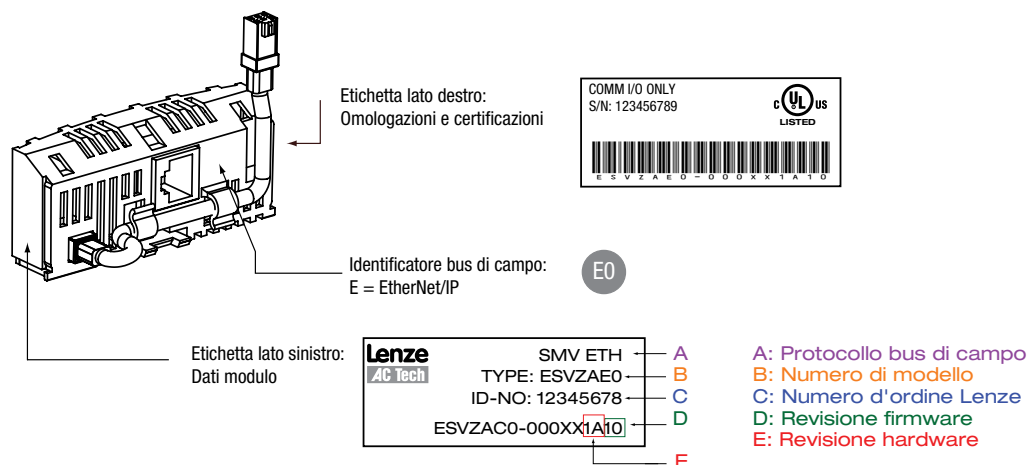 Etichetta lato destro:
Omologazioni e certificazioni
COMM I/O ONLY
S/N: 123456789
C UL US
LISTED
ESVZAE0-000XX1A10
Identificatore bus di campo:
E = EtherNet/IP
E0
Etichetta lato sinistro:
Dati modulo
Lenze
AC Tech
SMV ETH
TYPE: ESVZAE0
ID-NO: 12345678
ESVZAC0-000XX1A10
A
B
C
D
E
A: Protocollo bus di campo
B: Numero di modello
C: Numero d'ordine Lenze
D: Revisione firmware
E: Revisione hardware